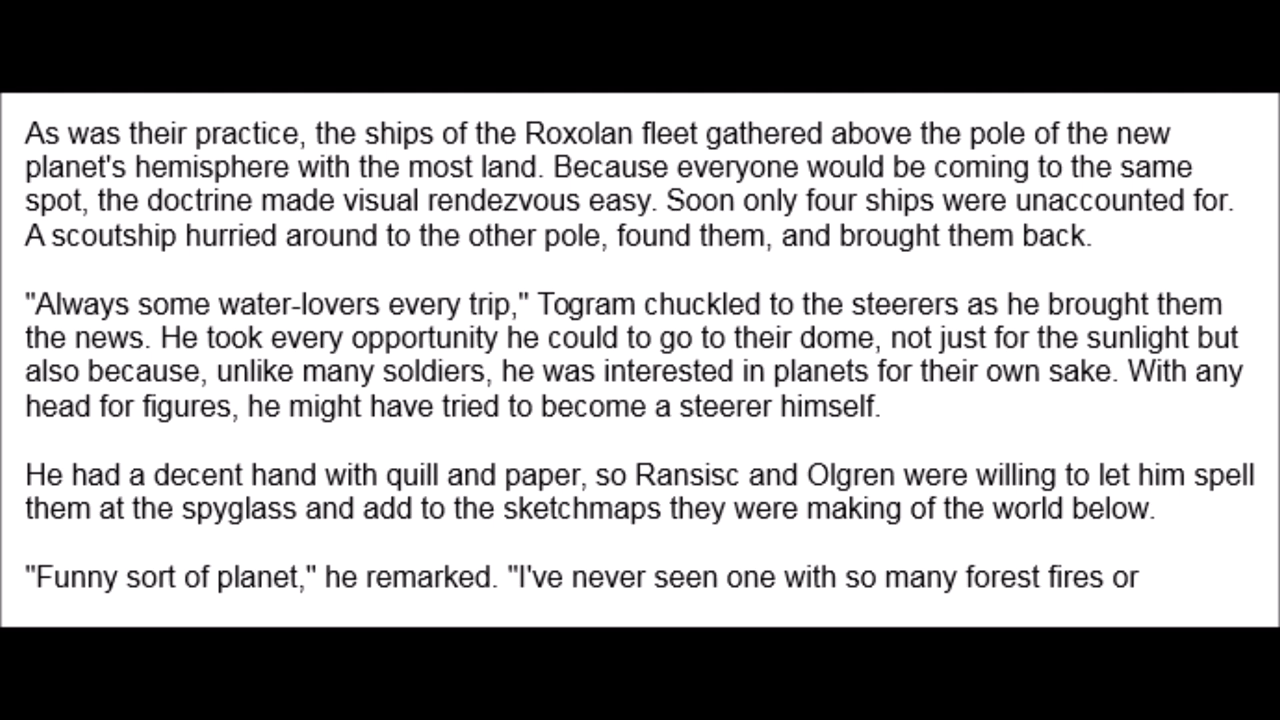 As was their practice, the ships of the Roxolan fleet gathered above the pole of the new
planet's hemisphere with the most land. Because everyone would be coming to the same
spot, the doctrine made visual rendezvous easy. Soon only four ships were unaccounted for.
A scoutship hurried around to the other pole, found them, and brought them back.
"Always some water-lovers every trip," Togram chuckled to the steerers as he brought them
the news. He took every opportunity he could to go to their dome, not just for the sunlight but
also because, unlike many soldiers, he was interested in planets for their own sake. With any
head for figures, he might have tried to become a steerer himself.
He had a decent hand with quill and paper, so Ransisc and Olgren were willing to let him spell
them at the spyglass and add to the sketchmaps they were making of the world below.
"Funny sort of planet," he remarked. "I've never seen one with so many forest fires or